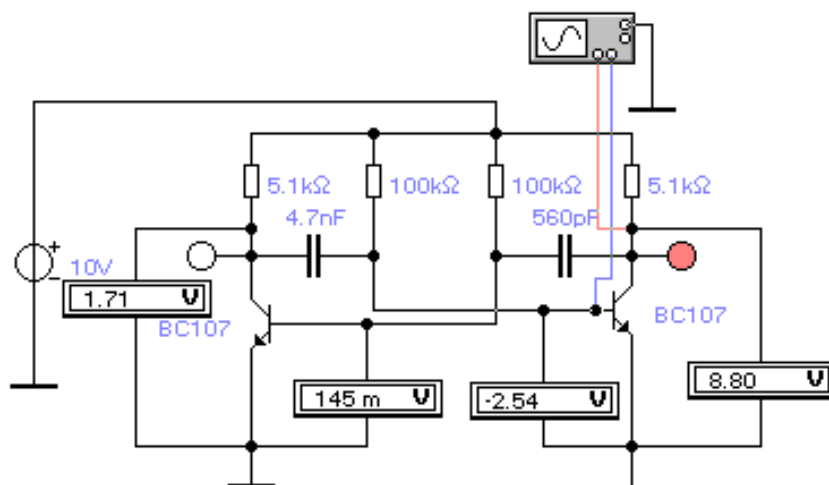 5.1kΩ
100kΩ
100kΩ
5.1kΩ
4.7nF
560pF
10V
1.71 V
BC107
BC107
145 m V
-2.54 V
8.80 V